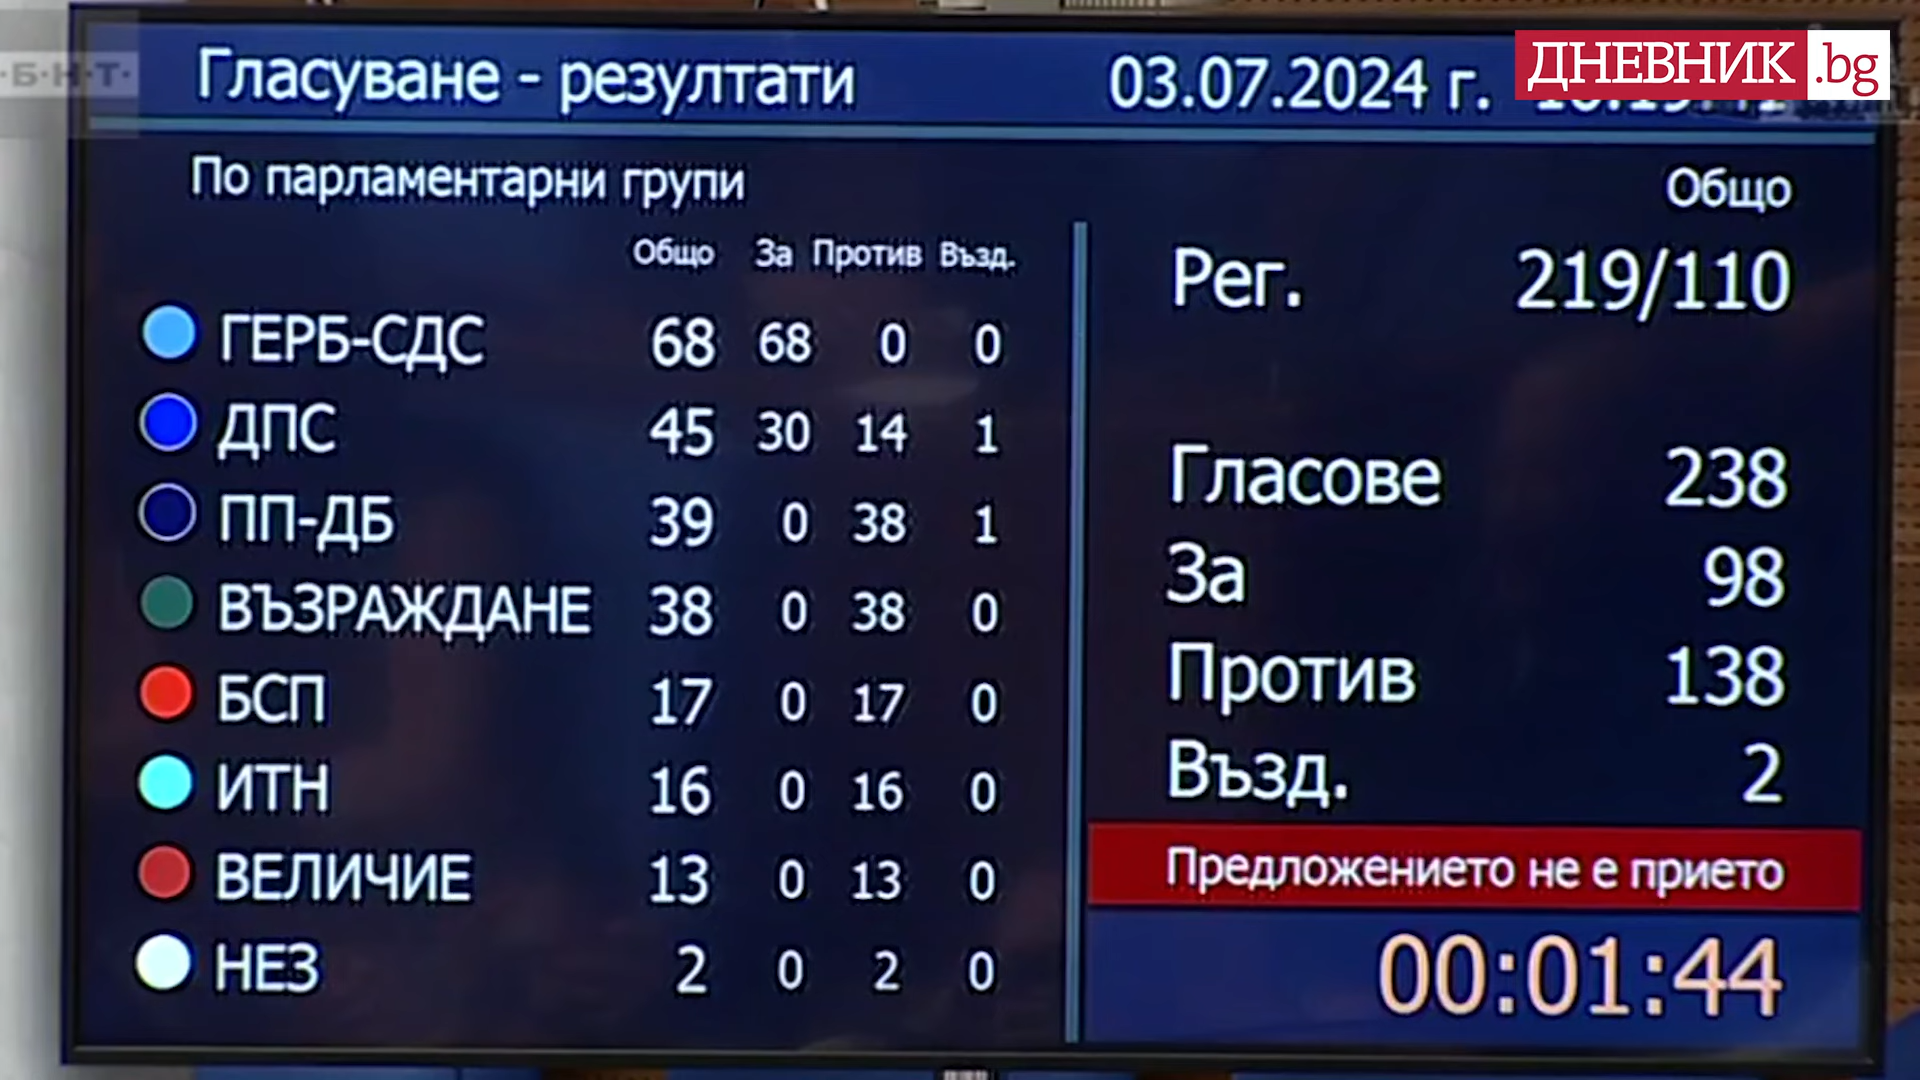 ·Б·Н·Т·
ДНЕВНИК.bg
Гласуване - резултати 03.07.2024 г.
По парламентарни групи
Общо За Против Възд.
ГЕРБ-СДС 68 68 0 0
ДПС 45 30 14 1
ПП-ДБ 39 0 38 1
ВЪЗРАЖДАНЕ 38 0 38 0
БСП 17 0 17 0
ИТН 16 0 16 0
ВЕЛИЧИЕ 13 0 13 0
НЕЗ 2 0 2 0
Общо
Рег. 219/110
Гласове 238
За 98
Против 138
Възд. 2
Предложението не е прието
00:01:44